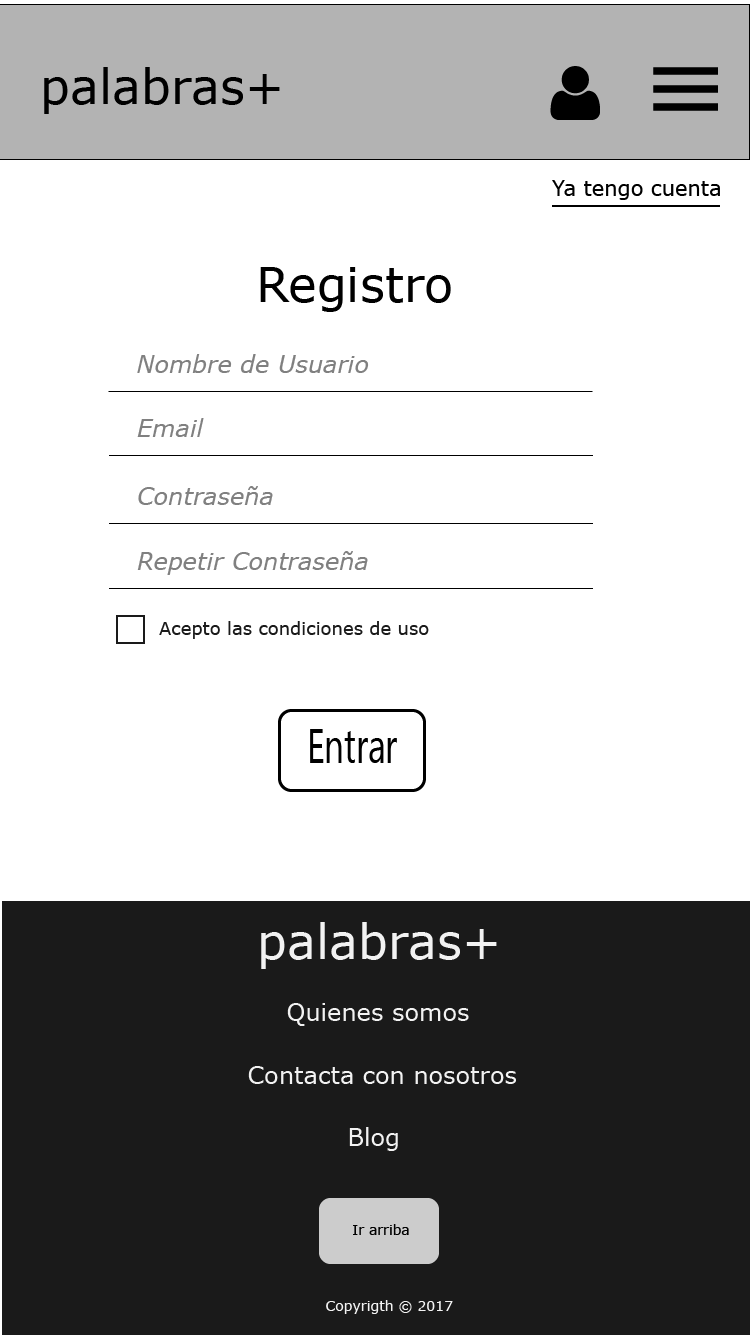 palabras+
Ya tengo cuenta
Registro
Nombre de Usuario
Email
Contraseña
Repetir Contraseña
Acepto las condiciones de uso
Entrar
palabras+
Quienes somos
Contacta con nosotros
Blog
Ir arriba
Copyrigth © 2017